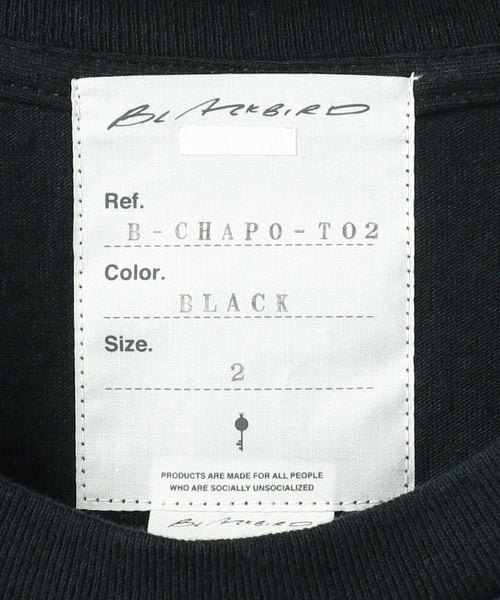 BLACKBIRD
Ref.
B-CHAPO-T02
Color.
BLACK
Size.
2
PRODUCTS ARE MADE FOR ALL PEOPLE
WHO ARE SOCIALLY UNSOCIALIZED
BLACKBIRD